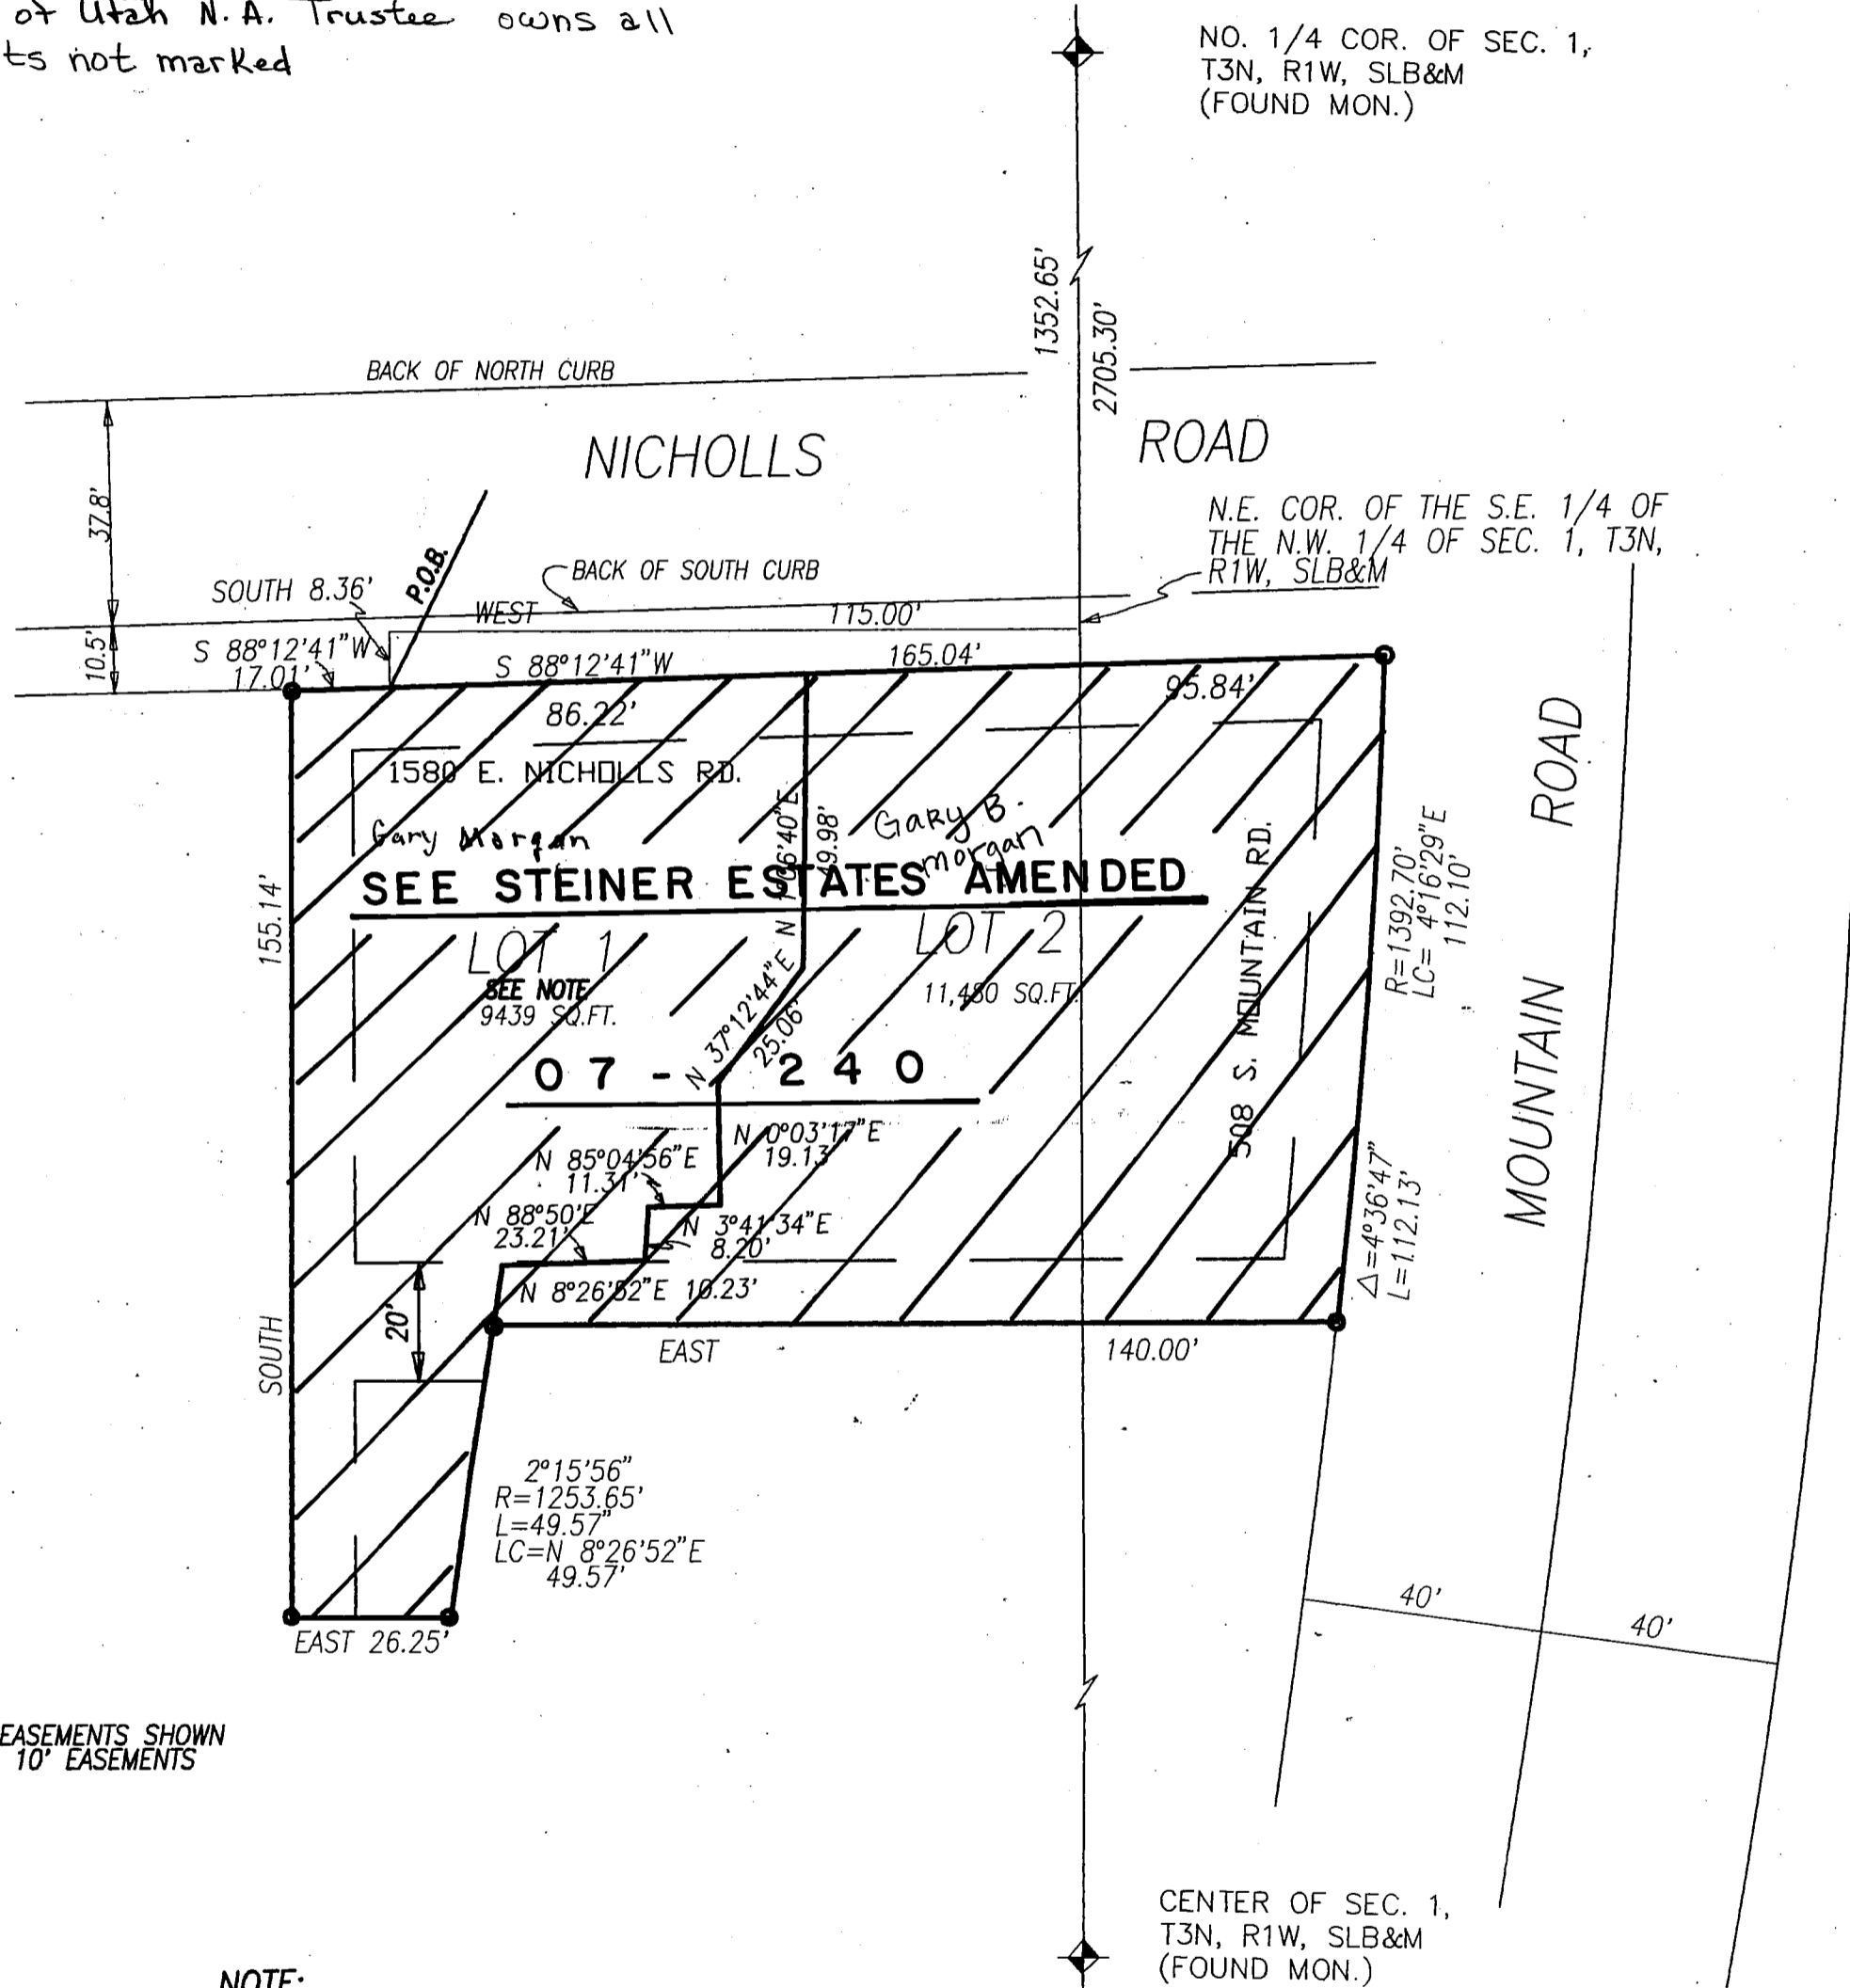 of Utah N.A. Trustee owns all
ts not marked
NO. 1/4 COR. OF SEC. 1,
T3N, R1W, SLB&M
(FOUND MON.)
1352.65'
2705.30'
BACK OF NORTH CURB
NICHOLLS ROAD
37.8'
N.E. COR. OF THE S.E. 1/4 OF
THE N.W. 1/4 OF SEC. 1, T3N,
R1W, SLB&M
P.O.B.
BACK OF SOUTH CURB
SOUTH 8.36'
WEST 115.00'
10.5'
S 88°12'41"W
17.01'
S 88°12'41"W 165.04'
86.22'
95.84'
1580 E. NICHOLLS RD.
Gary Morgan
Gary B.
morgan
49.98'
SEE STEINER ESTATES AMENDED
LOT 1
SEE NOTE
9439 SQ.FT.
LOT 2
11,480 SQ.FT.
508 S. MOUNTAIN RD.
155.14'
SOUTH
R=1392.70'
LC= 4°16'29"E
112.10'
MOUNTAIN ROAD
N 37°12'44"E
25.06'
07- 240
N 0°03'17"E
19.13
N 85°04'56"E
11.31'
N 88°50'E
23.21'
N 3°41'34"E
8.20'
N 8°26'52"E 10.23'
Δ=4°36'47"
L=112.13'
20'
EAST 140.00'
2°15'56"
R=1253.65'
L=49.57"
LC=N 8°26'52"E
49.57'
40'
40'
EAST 26.25'
EASEMENTS SHOWN
10' EASEMENTS
CENTER OF SEC. 1,
T3N, R1W, SLB&M
(FOUND MON.)
NOTE: